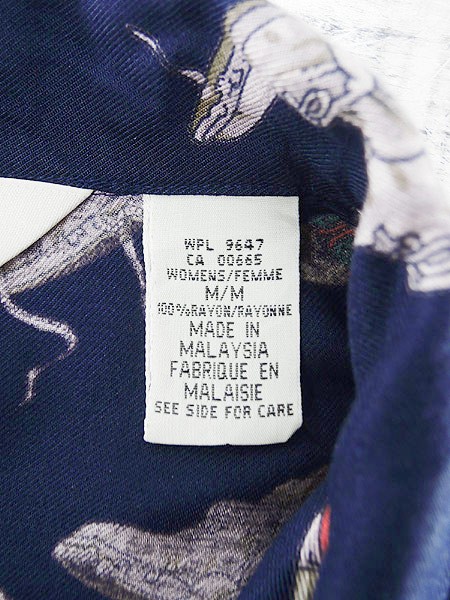 WPL 9647
CA 00665
WOMENS/FEMME
M/M
100%RAYON/RAYONNE
MADE IN
MALAYSIA
FABRIQUE EN
MALAISIE
SEE SIDE FOR CARE